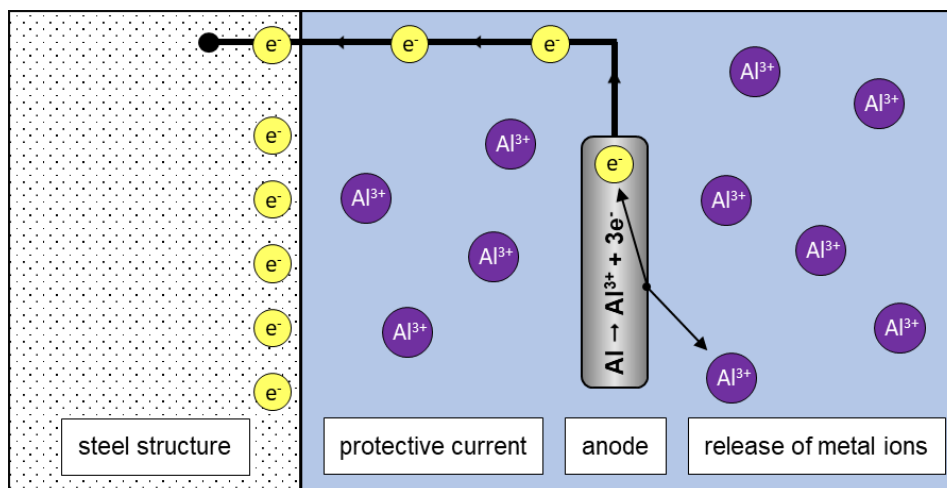 e⁻ e⁻ e⁻
Al³⁺
Al³⁺
e⁻
Al³⁺
e⁻
e⁻
Al³⁺
Al³⁺
Al³⁺
Al³⁺
e⁻
Al³⁺
Al → Al³⁺ + 3e⁻
e⁻
Al³⁺
Al³⁺
Al³⁺
e⁻
steel structure
protective current
anode
release of metal ions